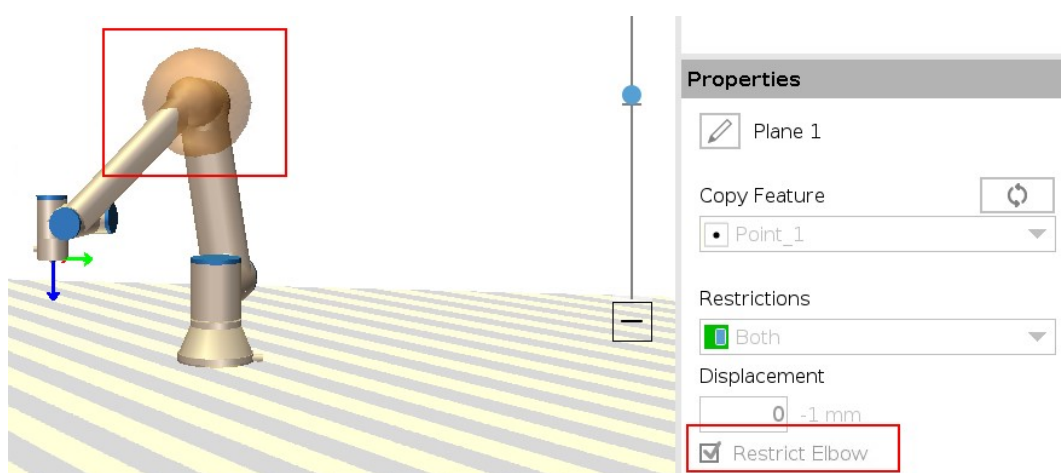 Properties
Plane 1
Copy Feature
Point_1
Restrictions
Both
Displacement
0 -1 mm
Restrict Elbow